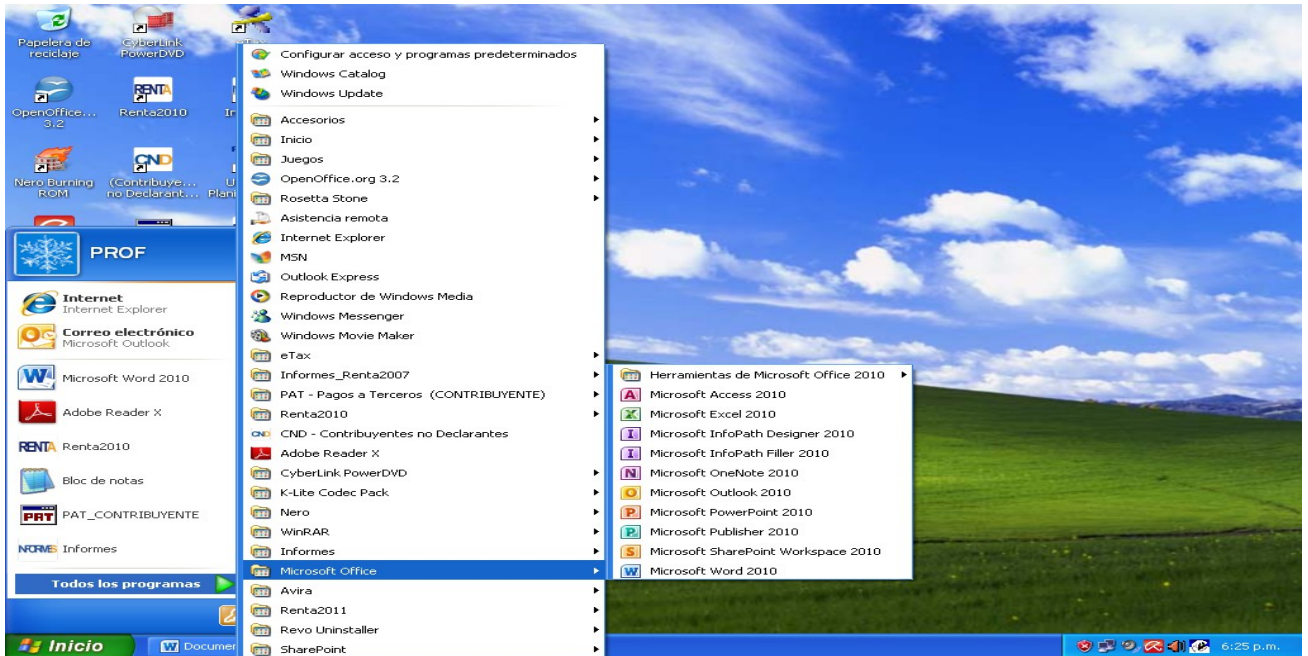 Papelera de
reciclaje
CyberLink
PowerDVD
OpenOffice...
3.2
RENTA
Renta2010
Nero Burning
ROM
CND
(Contribuye...
no Declarant...
PROF
Internet
Internet Explorer
Correo electrónico
Microsoft Outlook
Microsoft Word 2010
Adobe Reader X
RENTA Renta2010
Bloc de notas
PAT PAT_CONTRIBUYENTE
Informes
Todos los programas
Configurar acceso y programas predeterminados
Windows Catalog
Windows Update
Accesorios
Inicio
Juegos
OpenOffice.org 3.2
Rosetta Stone
Asistencia remota
Internet Explorer
MSN
Outlook Express
Reproductor de Windows Media
Windows Messenger
Windows Movie Maker
eTax
Informes_Renta2007
PAT - Pagos a Terceros (CONTRIBUYENTE)
Renta2010
CND CND - Contribuyentes no Declarantes
Adobe Reader X
CyberLink PowerDVD
K-Lite Codec Pack
Nero
WinRAR
Informes
Microsoft Office
Avira
Renta2011
Revo Uninstaller
SharePoint
Herramientas de Microsoft Office 2010
Microsoft Access 2010
Microsoft Excel 2010
Microsoft InfoPath Designer 2010
Microsoft InfoPath Filler 2010
Microsoft OneNote 2010
Microsoft Outlook 2010
Microsoft PowerPoint 2010
Microsoft Publisher 2010
Microsoft SharePoint Workspace 2010
Microsoft Word 2010
Inicio
Documen
6:25 p.m.